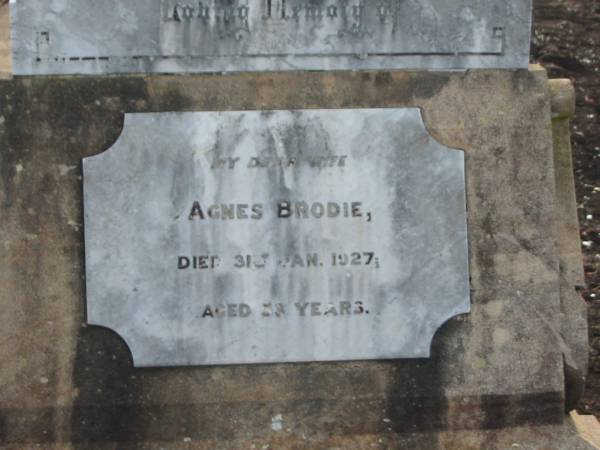 Loving Memory of
MY DEAR WIFE
AGNES BRODIE,
DIED 31ST JAN. 1927,
AGED YEARS.